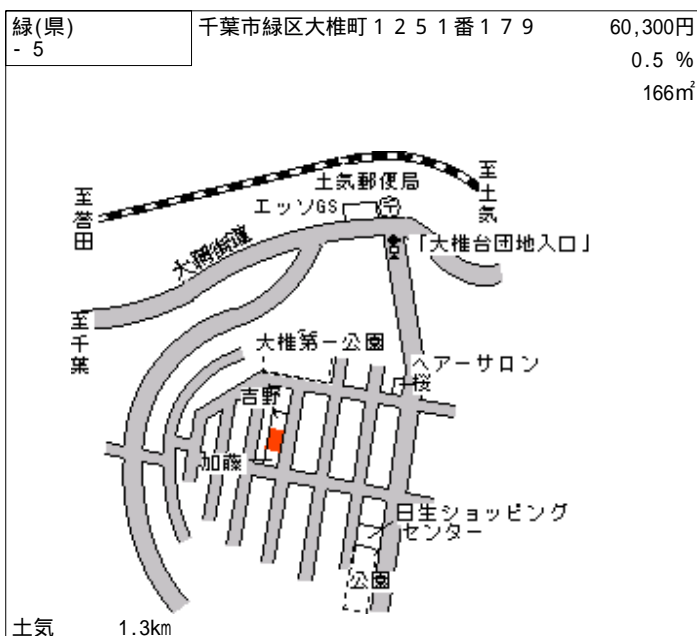 緑(県)
- 5
千葉市緑区大椎町１２５１番１７９
60,300円
0.5 %
166㎡
土気郵便局
至土気
至誉田
エッソGS
大網街道
「大椎台団地入口」
至千葉
大椎第一公園
ヘアーサロン
桜
吉野
加藤
日生ショッピング
センター
公園
土気 1.3km